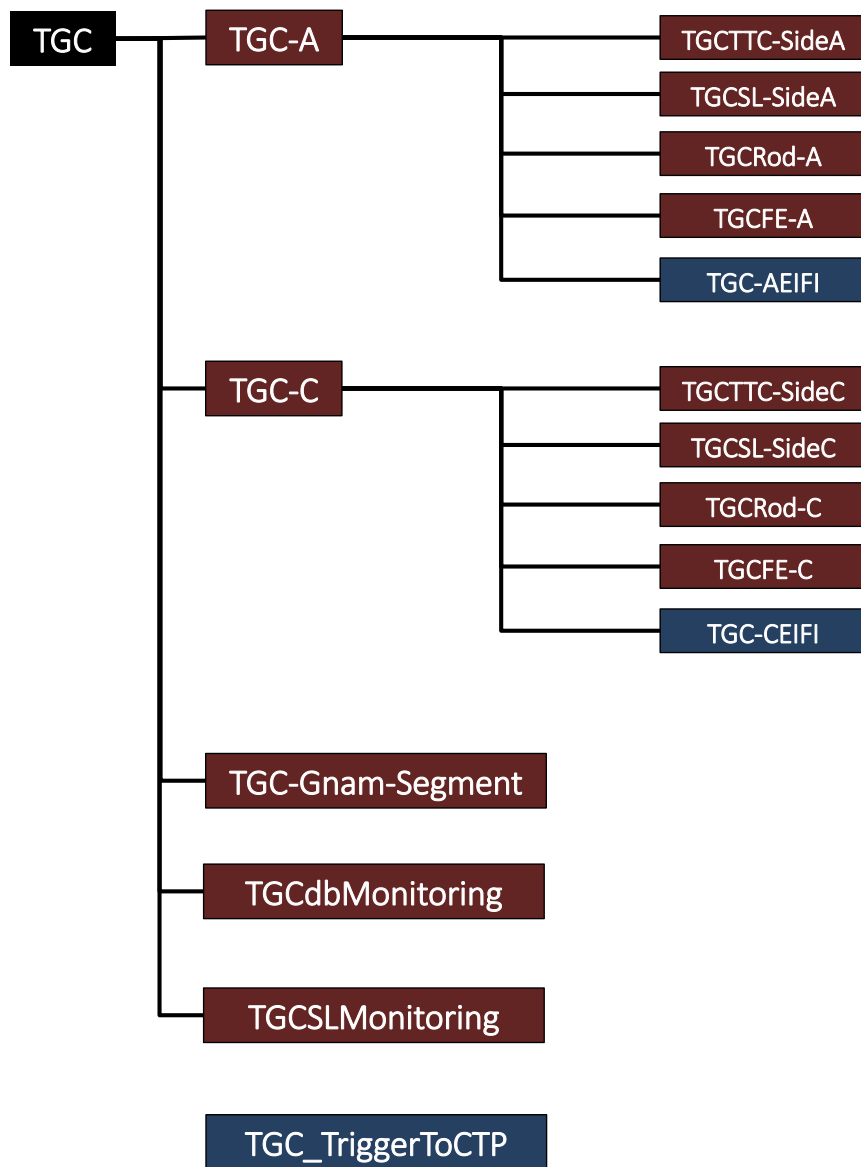 TGC
TGC-A
TGCTTC-SideA
TGCSL-SideA
TGCRod-A
TGCFE-A
TGC-AEIFI
TGC-C
TGCTTC-SideC
TGCSL-SideC
TGCRod-C
TGCFE-C
TGC-CEIFI
TGC-Gnam-Segment
TGCdbMonitoring
TGCSLMonitoring
TGC_TriggerToCTP